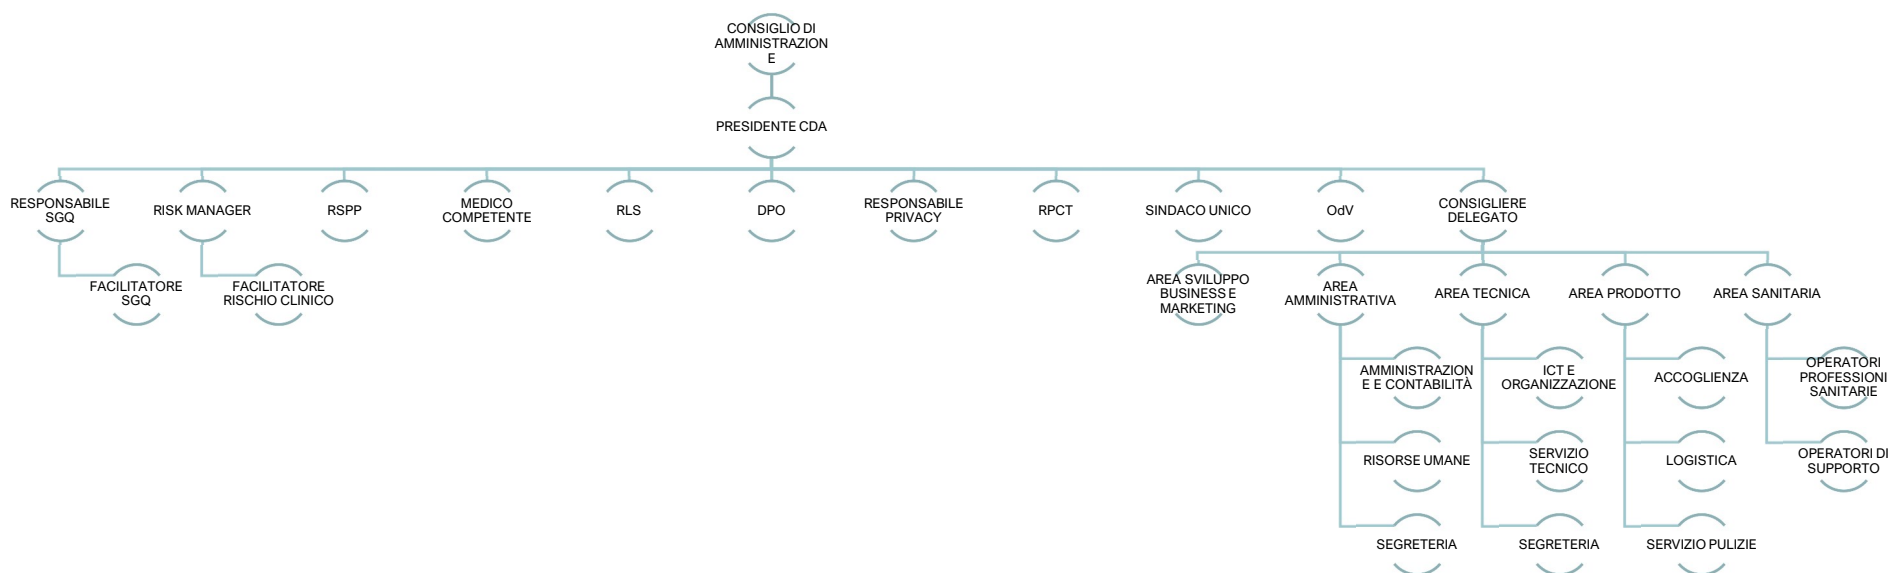 CONSIGLIO DI
AMMINISTRAZION
E
PRESIDENTE CDA
RESPONSABILE
SGQ
RISK MANAGER
RSPP
MEDICO
COMPETENTE
RLS
DPO
RESPONSABILE
PRIVACY
RPCT
SINDACO UNICO
OdV
CONSIGLIERE
DELEGATO
FACILITATORE
SGQ
FACILITATORE
RISCHIO CLINICO
AREA SVILUPPO
BUSINESS E
MARKETING
AREA
AMMINISTRATIVA
AREA TECNICA
AREA PRODOTTO
AREA SANITARIA
AMMINISTRAZION
E E CONTABILITÀ
ICT E
ORGANIZZAZIONE
ACCOGLIENZA
OPERATORI
PROFESSIONI
SANITARIE
RISORSE UMANE
SERVIZIO
TECNICO
LOGISTICA
OPERATORI DI
SUPPORTO
SEGRETERIA
SEGRETERIA
SERVIZIO PULIZIE